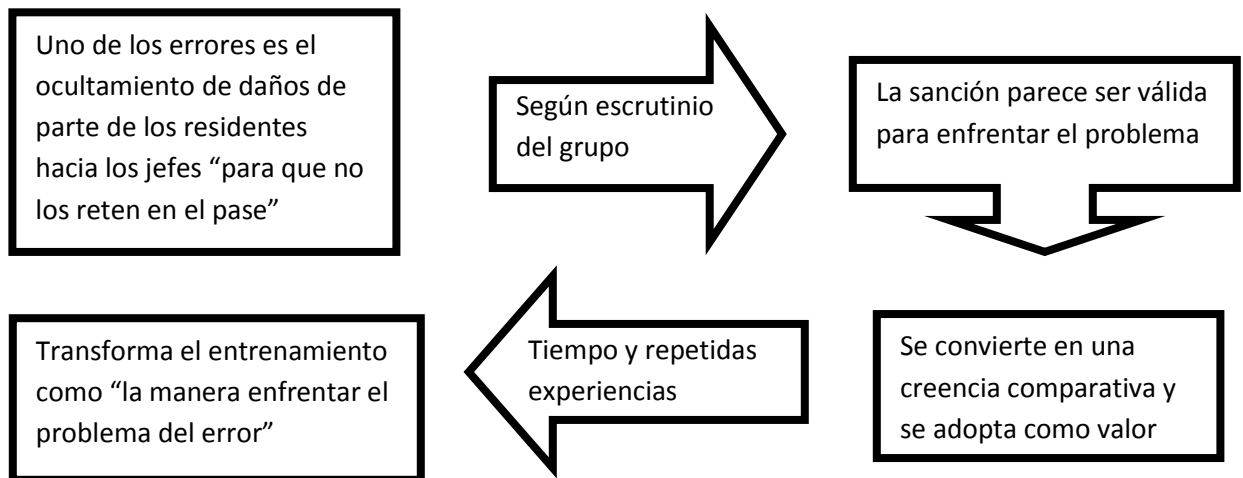 Uno de los errores es el
ocultamiento de daños de
parte de los residentes
hacia los jefes “para que no
los reten en el pase”
Según escrutinio
del grupo
La sanción parece ser válida
para enfrentar el problema
Se convierte en una
creencia comparativa y
se adopta como valor
Tiempo y repetidas
experiencias
Transforma el entrenamiento
como “la manera enfrentar el
problema del error”